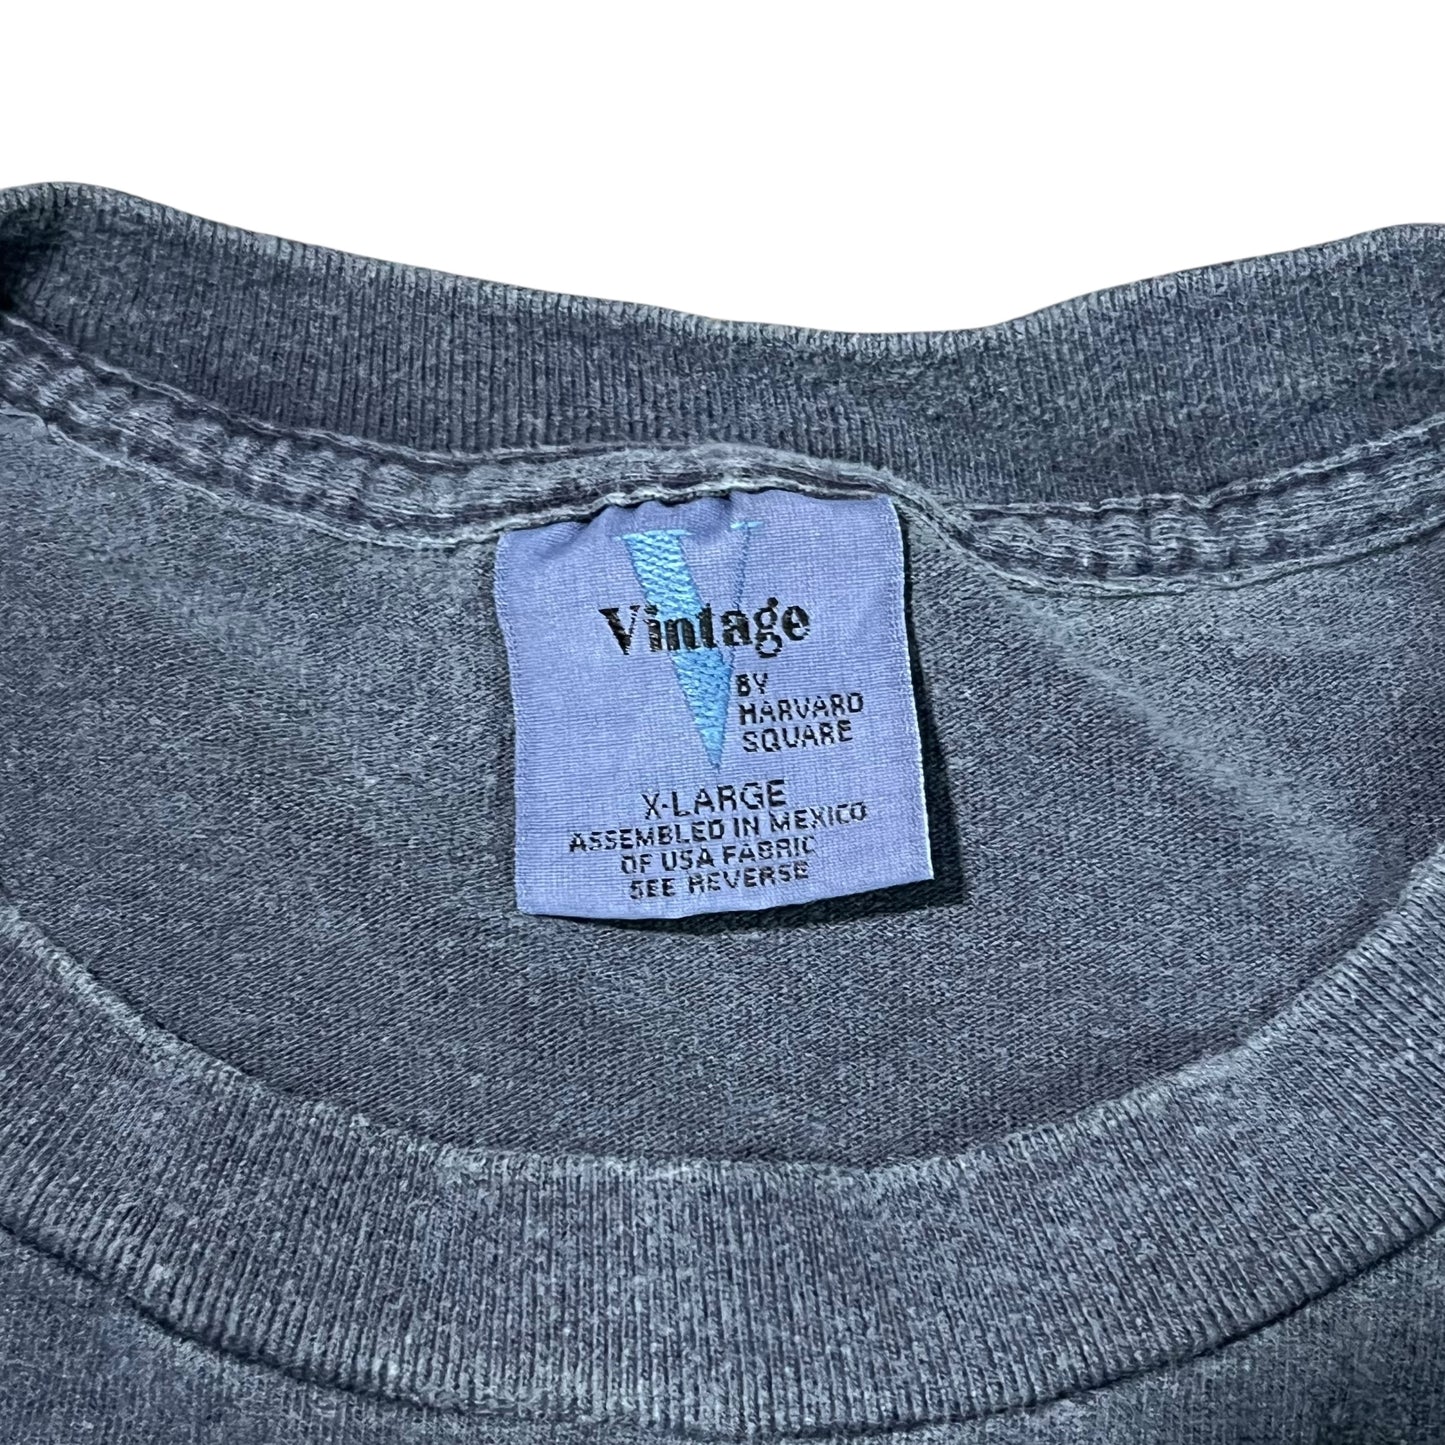 V
Vintage
BY
HARVARD
SQUARE
X-LARGE
ASSEMBLED IN MEXICO
OF USA FABRIC
SEE REVERSE